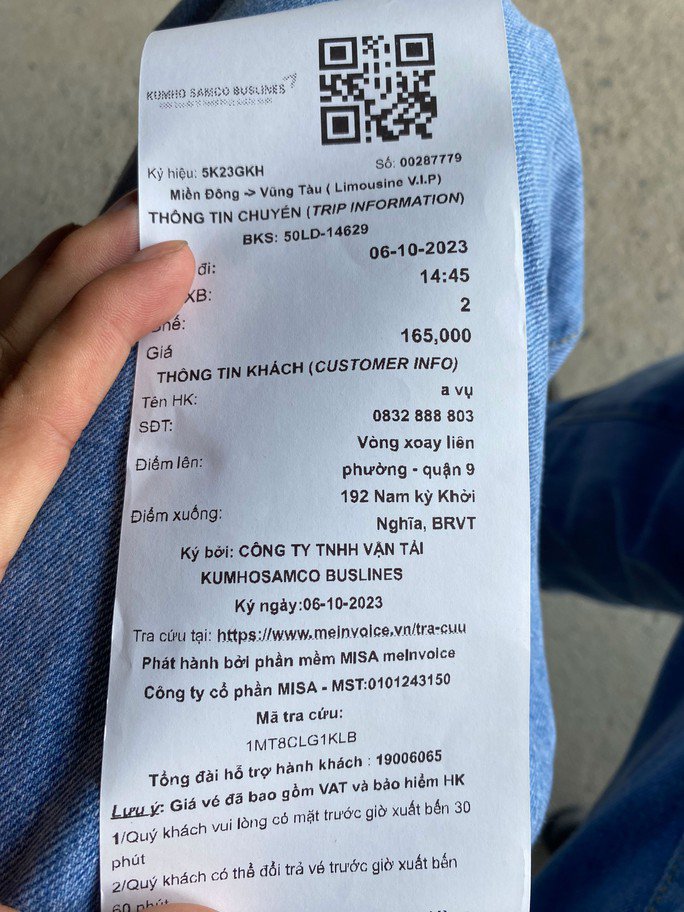 KUMHO SAMCO BUSLINES
Ký hiệu: 5K23GKH
Số: 00287779
Miền Đông -> Vũng Tàu ( Limousine V.I.P)
THÔNG TIN CHUYẾN (TRIP INFORMATION)
BKS: 50LD-14629
đi: 06-10-2023
XB: 14:45
hế: 2
Giá 165,000
THÔNG TIN KHÁCH (CUSTOMER INFO)
Tên HK: a vụ
SĐT: 0832 888 803
Điểm lên: Vòng xoay liên
phường - quận 9
Điểm xuống: 192 Nam kỳ Khởi
Nghĩa, BRVT
Ký bởi: CÔNG TY TNHH VẬN TẢI
KUMHOSAMCO BUSLINES
Ký ngày:06-10-2023
Tra cứu tại: https://www.meinvoice.vn/tra-cuu
Phát hành bởi phần mềm MISA meInvoice
Công ty cổ phần MISA - MST:0101243150
Mã tra cứu:
1MT8CLG1KLB
Tổng đài hỗ trợ hành khách : 19006065
Lưu ý: Giá vé đã bao gồm VAT và bảo hiểm HK
1/Quý khách vui lòng có mặt trước giờ xuất bến 30
phút
2/Quý khách có thể đổi trả vé trước giờ xuất bến
60 phút